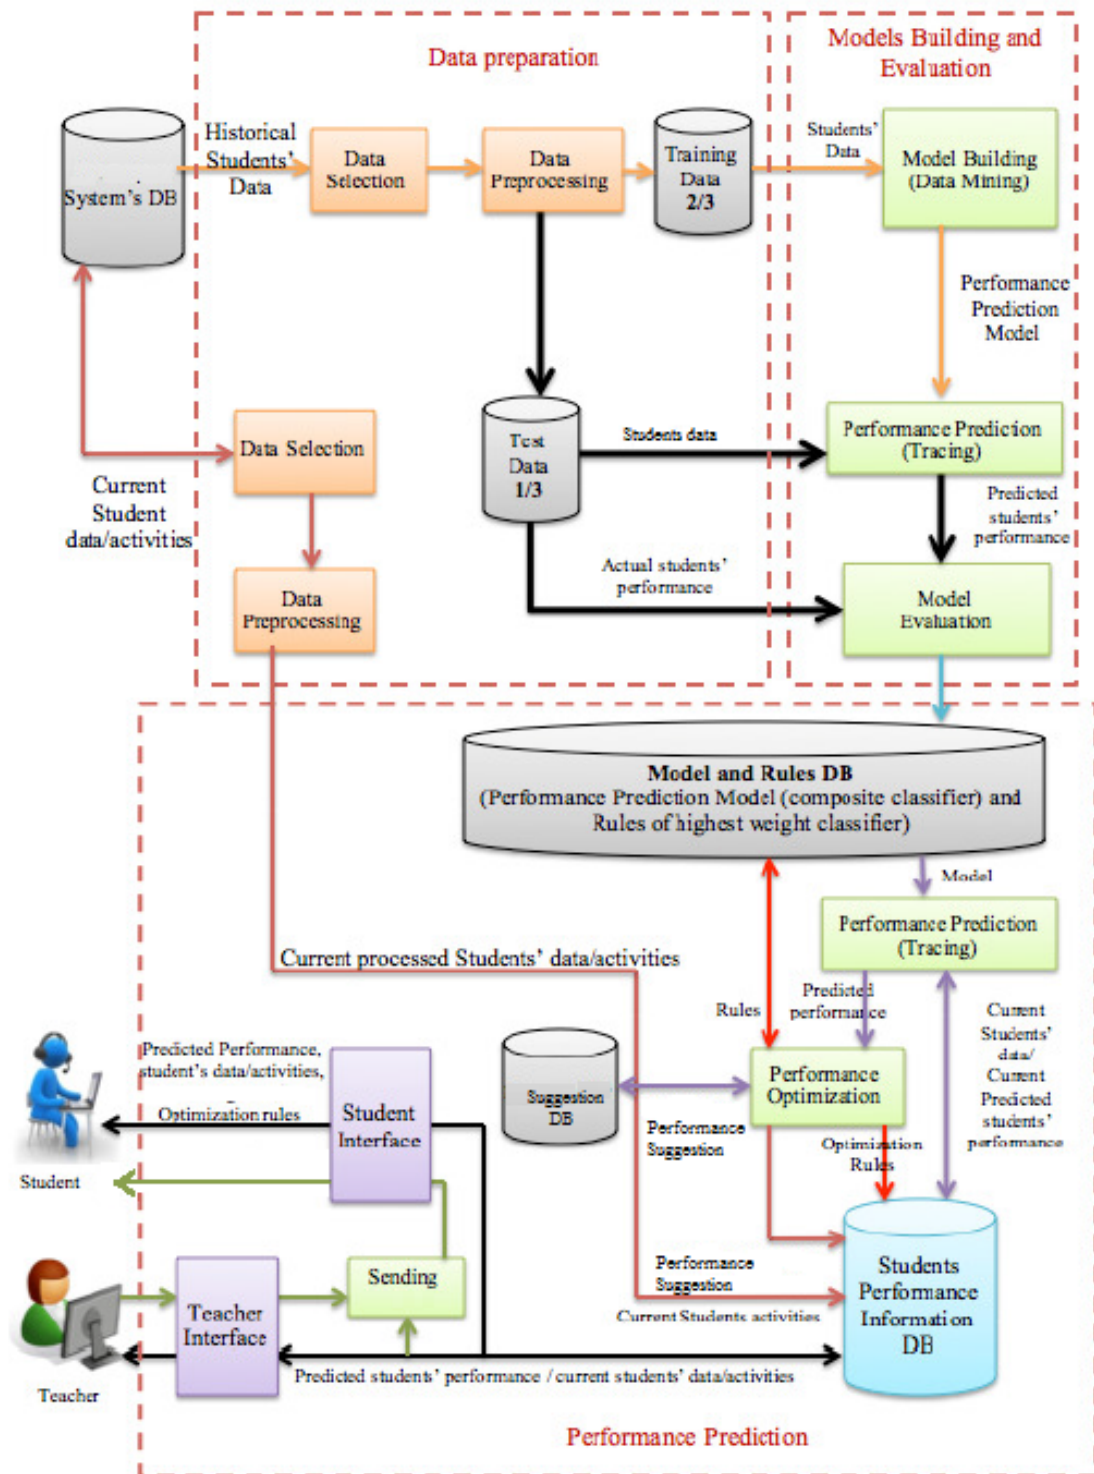 Data preparation
Models Building and
Evaluation
System's DB
Historical
Students'
Data
Data
Selection
Data
Preprocessing
Training
Data
2/3
Students'
Data
Model Building
(Data Mining)
Performance
Prediction
Model
Data Selection
Current
Student
data/activities
Data
Preprocessing
Test
Data
1/3
Students data
Performance Prediction
(Tracing)
Predicted
students'
performance
Actual students'
performance
Model
Evaluation
Model and Rules DB
(Performance Prediction Model (composite classifier) and
Rules of highest weight classifier)
Model
Performance Prediction
(Tracing)
Current processed Students' data/activities
Rules
Predicted
performance
Current
Students'
data/
Current
Predicted
students'
performance
Suggestion
DB
Performance
Optimization
Performance
Suggestion
Optimization
Rules
Predicted Performance,
student's data/activities,
Optimization rules
Student
Interface
Student
Performance
Suggestion
Current Students activities
Students
Performance
Information
DB
Sending
Teacher
Interface
Teacher
Predicted students' performance / current students' data/activities
Performance Prediction